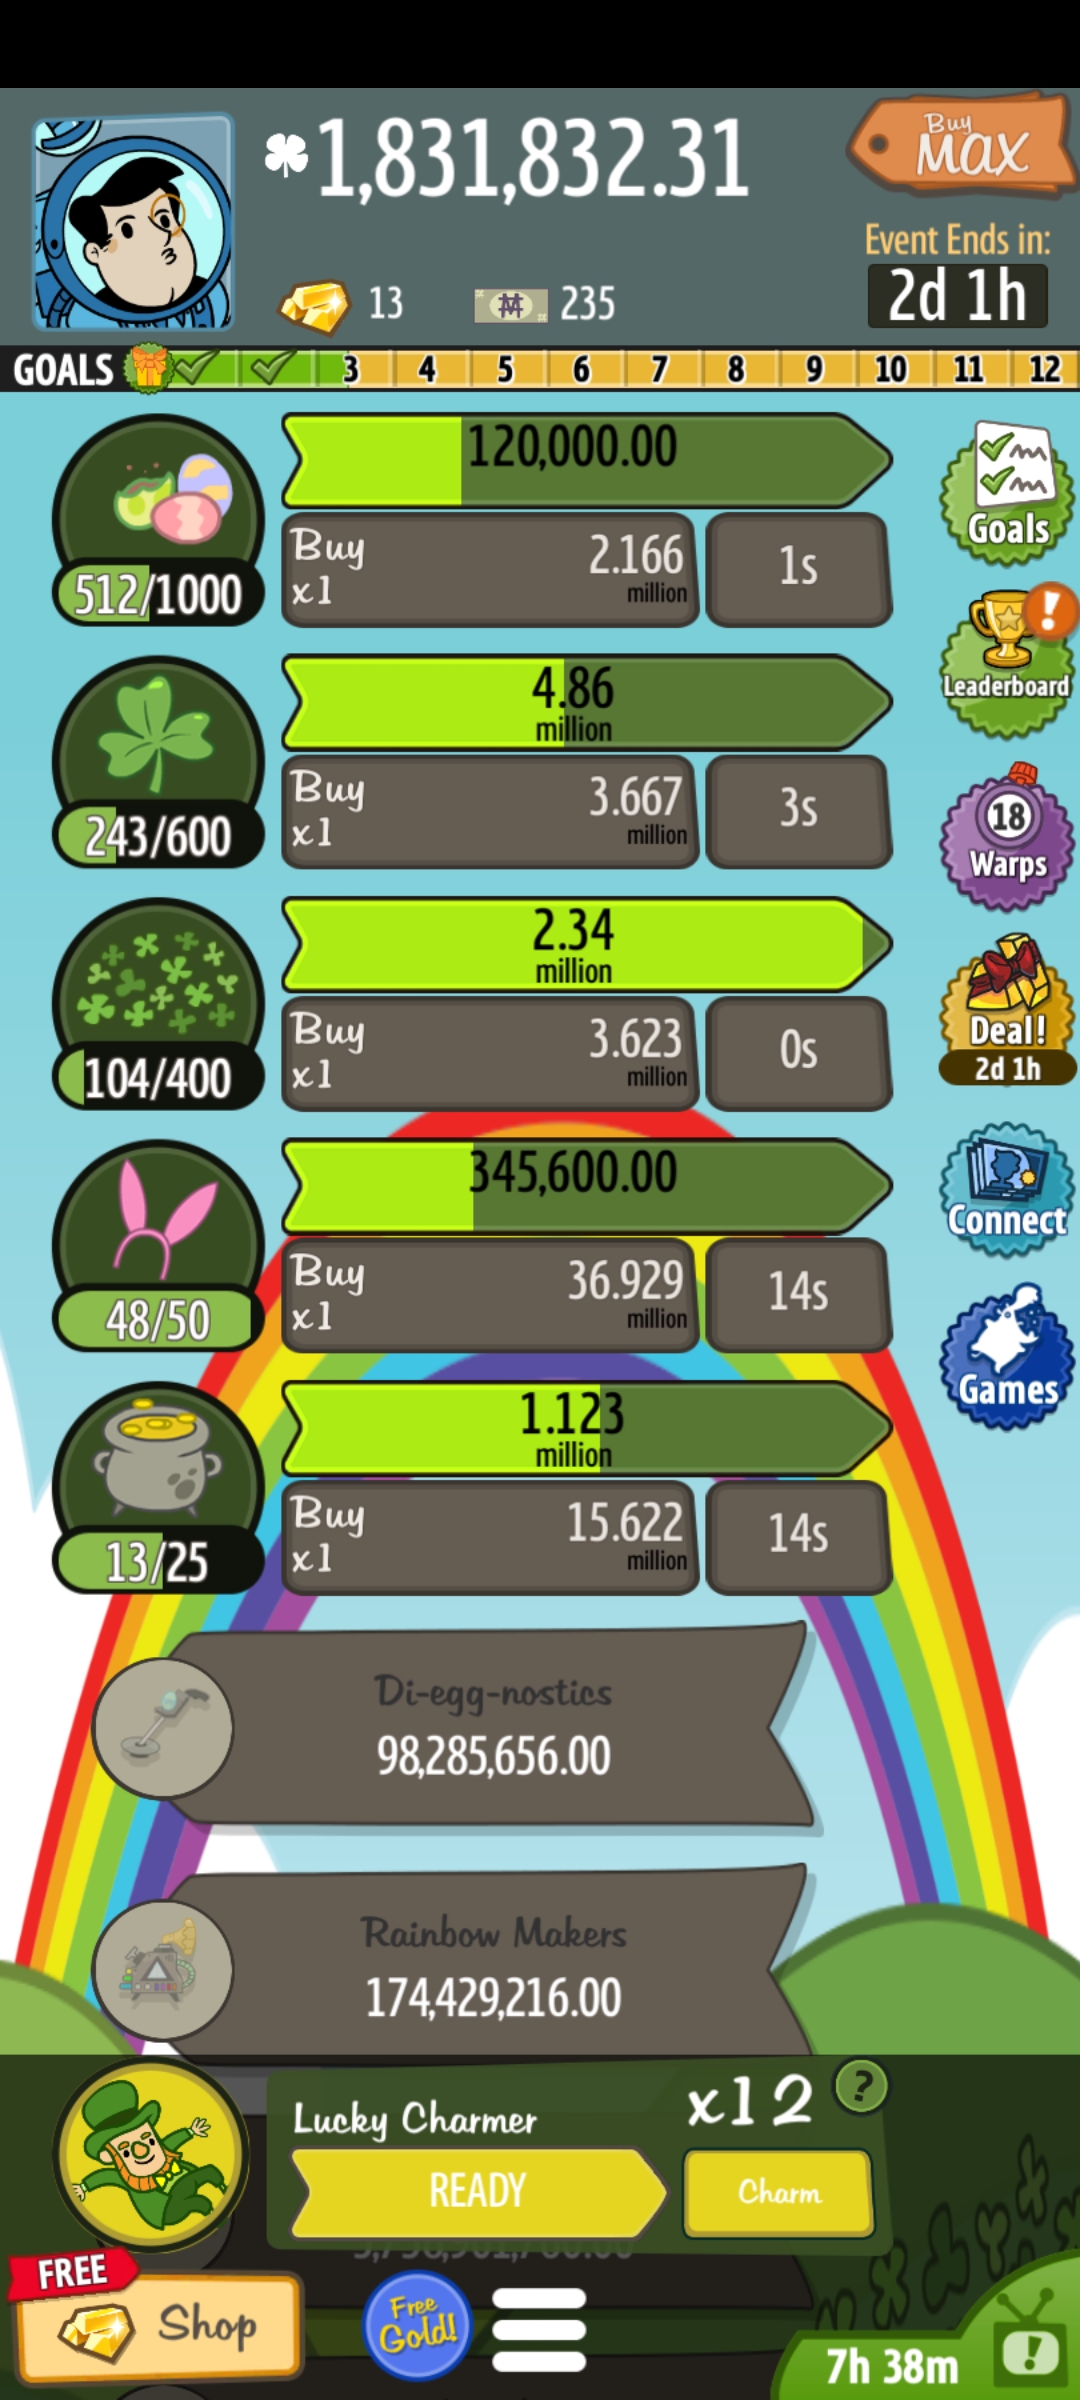 1,831,832.31
Buy
MAX
Event Ends in:
2d 1h
13
235
GOALS
3 4 5 6 7 8 9 10 11 12
120,000.00
512/1000
Buy
x1
2.166
million
1s
Goals
4.86
million
243/600
Buy
x1
3.667
million
3s
!
Leaderboard
18
Warps
2.34
million
104/400
Buy
x1
3.623
million
0s
Deal!
2d 1h
345,600.00
48/50
Buy
x1
36.929
million
14s
Connect
Games
1.123
million
13/25
Buy
x1
15.622
million
14s
Di-egg-nostics
98,285,656.00
Rainbow Makers
174,429,216.00
Lucky Charmer
x12
?
READY
Charm
FREE
Shop
Free
Gold!
7h 38m
!